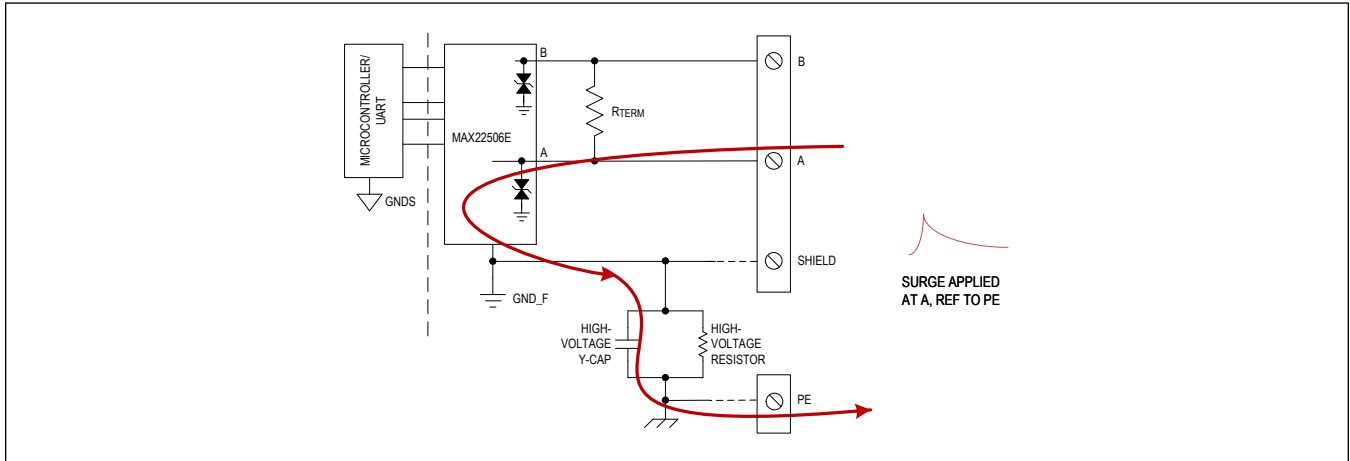 MICROCONTROLLER/
UART
GNDS
MAX22506E
B
A
RTERM
B
A
SHIELD
GND_F
HIGH-
VOLTAGE
Y-CAP
HIGH-
VOLTAGE
RESISTOR
PE
SURGE APPLIED
AT A, REF TO PE